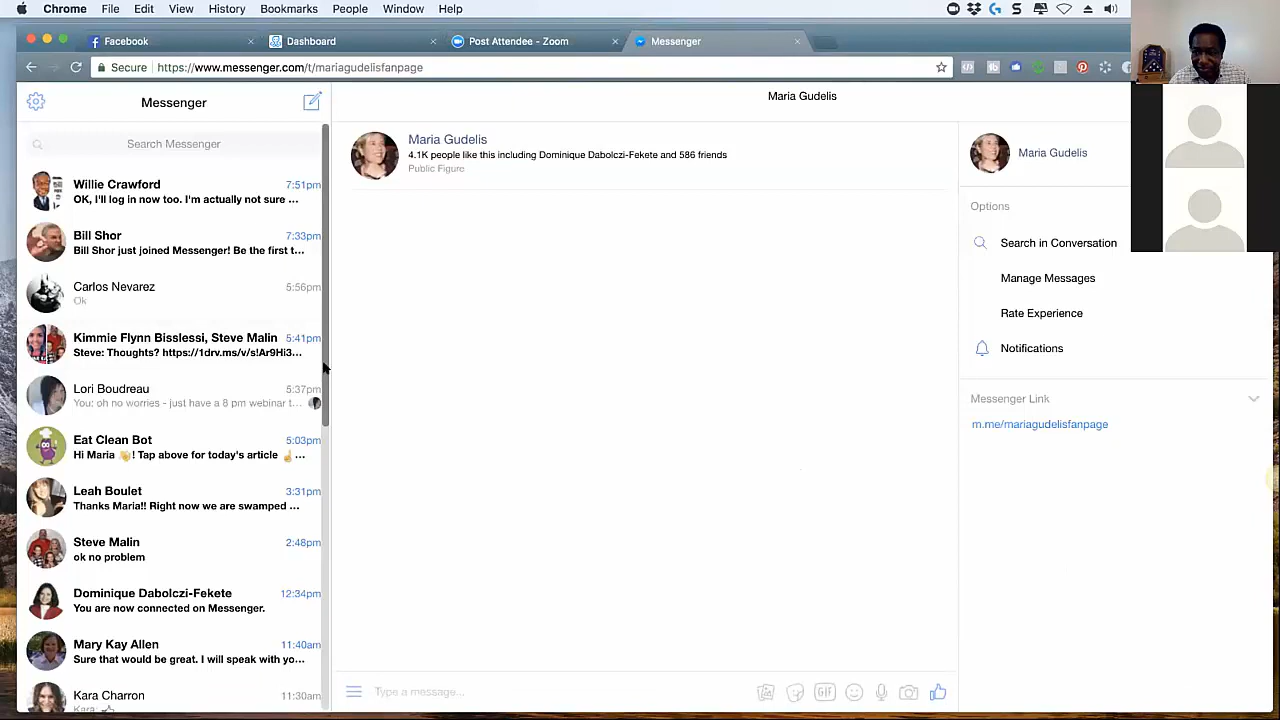 Chrome File Edit View History Bookmarks People Window Help
Facebook
Dashboard
Post Attendee - Zoom
Messenger
Secure https://www.messenger.com/t/mariagudelisfanpage
Messenger
Maria Gudelis
Search Messenger
Willie Crawford 7:51pm
OK, I'll log in now too. I'm actually not sure ...
Bill Shor 7:33pm
Bill Shor just joined Messenger! Be the first t...
Carlos Nevarez 5:56pm
Ok
Kimmie Flynn Bisslessi, Steve Malin 5:41pm
Steve: Thoughts? https://1drv.ms/v/s!Ar9Hi3...
Lori Boudreau 5:37pm
You: oh no worries - just have a 8 pm webinar t...
Eat Clean Bot 5:03pm
Hi Maria 👋! Tap above for today's article ☝...
Leah Boulet 3:31pm
Thanks Maria!! Right now we are swamped ...
Steve Malin 2:48pm
ok no problem
Dominique Dabolczi-Fekete 12:34pm
You are now connected on Messenger.
Mary Kay Allen 11:40am
Sure that would be great. I will speak with yo...
Kara Charron 11:30am
Kara:
Maria Gudelis
4.1K people like this including Dominique Dabolczi-Fekete and 586 friends
Public Figure
Type a message...
GIF
Maria Gudelis
Options
Search in Conversation
Manage Messages
Rate Experience
Notifications
Messenger Link
m.me/mariagudelisfanpage